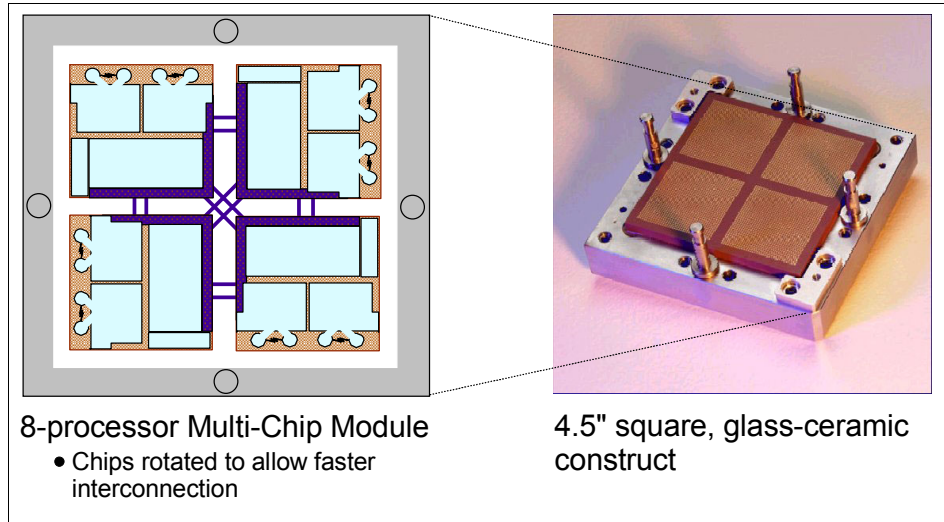 8-processor Multi-Chip Module
• Chips rotated to allow faster
interconnection
4.5" square, glass-ceramic
construct